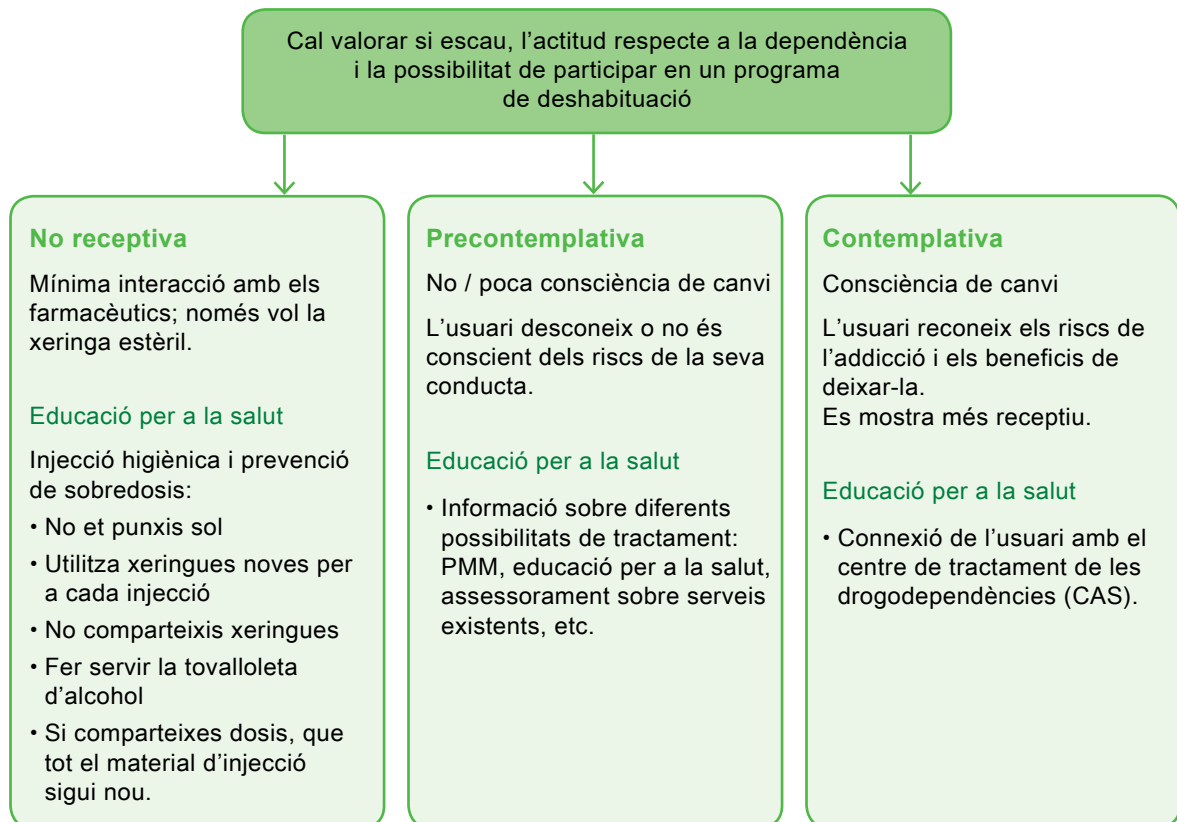 Cal valorar si escau, l’actitud respecte a la dependència
i la possibilitat de participar en un programa
de deshabituació
No receptiva
Mínima interacció amb els
farmacèutics; només vol la
xeringa estèril.
Educació per a la salut
Injecció higiènica i prevenció
de sobredosis:
• No et punxis sol
• Utilitza xeringues noves per
a cada injecció
• No comparteixis xeringues
• Fer servir la tovalloleta
d’alcohol
• Si comparteixes dosis, que
tot el material d’injecció
sigui nou.
Precontemplativa
No / poca consciència de canvi
L’usuari desconeix o no és
conscient dels riscs de la seva
conducta.
Educació per a la salut
• Informació sobre diferents
possibilitats de tractament:
PMM, educació per a la salut,
assessorament sobre serveis
existents, etc.
Contemplativa
Consciència de canvi
L’usuari reconeix els riscs de
l’addicció i els beneficis de
deixar-la.
Es mostra més receptiu.
Educació per a la salut
• Connexió de l’usuari amb el
centre de tractament de les
drogodependències (CAS).